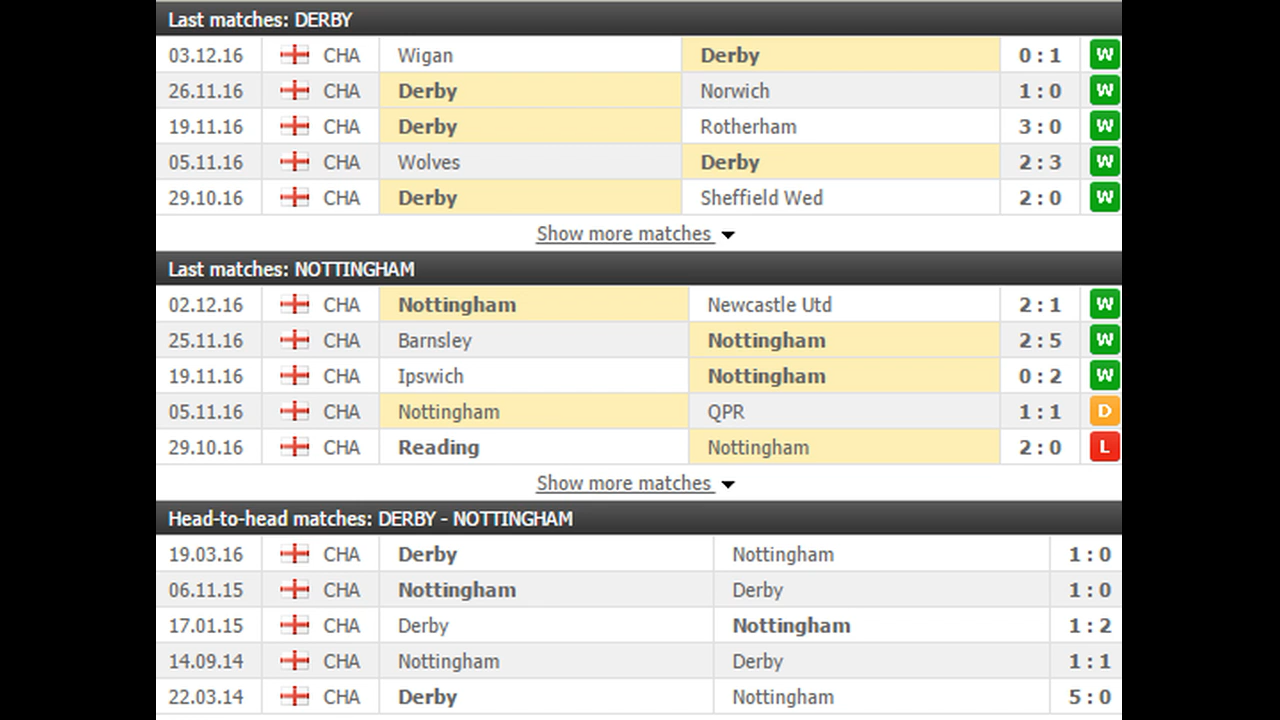 Last matches: DERBY
03.12.16 CHA Wigan Derby 0 : 1 W
26.11.16 CHA Derby Norwich 1 : 0 W
19.11.16 CHA Derby Rotherham 3 : 0 W
05.11.16 CHA Wolves Derby 2 : 3 W
29.10.16 CHA Derby Sheffield Wed 2 : 0 W
Show more matches
Last matches: NOTTINGHAM
02.12.16 CHA Nottingham Newcastle Utd 2 : 1 W
25.11.16 CHA Barnsley Nottingham 2 : 5 W
19.11.16 CHA Ipswich Nottingham 0 : 2 W
05.11.16 CHA Nottingham QPR 1 : 1 D
29.10.16 CHA Reading Nottingham 2 : 0 L
Show more matches
Head-to-head matches: DERBY - NOTTINGHAM
19.03.16 CHA Derby Nottingham 1 : 0
06.11.15 CHA Nottingham Derby 1 : 0
17.01.15 CHA Derby Nottingham 1 : 2
14.09.14 CHA Nottingham Derby 1 : 1
22.03.14 CHA Derby Nottingham 5 : 0